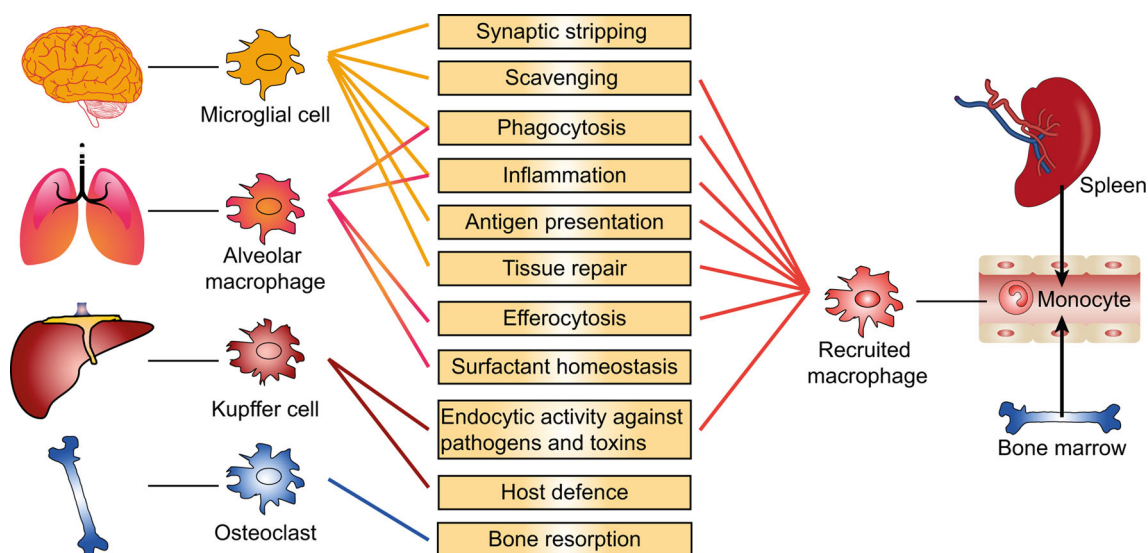 Microglial cell
Alveolar
macrophage
Kupffer cell
Osteoclast
Synaptic stripping
Scavenging
Phagocytosis
Inflammation
Antigen presentation
Tissue repair
Efferocytosis
Surfactant homeostasis
Endocytic activity against
pathogens and toxins
Host defence
Bone resorption
Recruited
macrophage
Spleen
Monocyte
Bone marrow